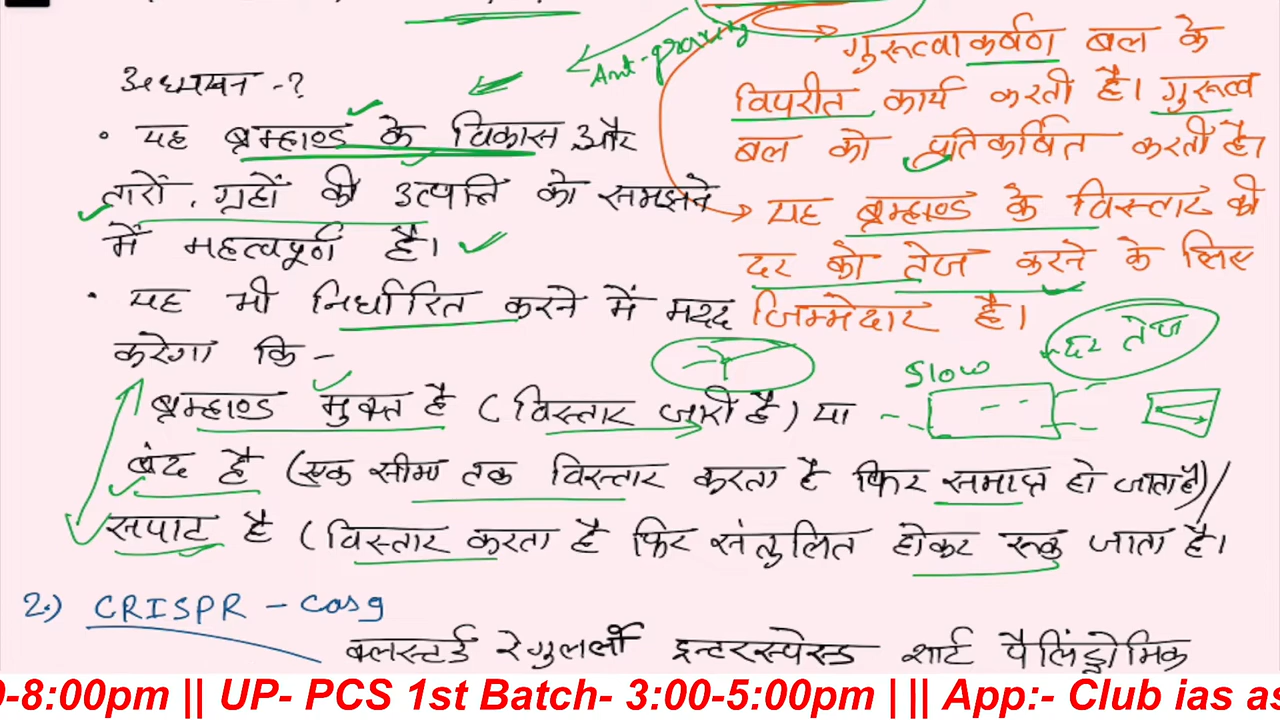 Ant-gravity
गुरुत्वाकर्षण बल के
विपरीत कार्य करती है। गुरुत्व
बल को प्रतिकर्षित करती है।
यह ब्रम्हाण्ड के विस्तार की
दर को तेज करने के लिए
जिम्मेदार है।
अध्ययन -?
• यह ब्रम्हाण्ड के विकास और
तारों, ग्रहों की उत्पत्ति को समझने
में महत्वपूर्ण है।
• यह भी निर्धारित करने में मदद
करेगा कि -
Slow
दर तेज
ब्रम्हाण्ड मुक्त है (विस्तार जारी है) या
बंद है (एक सीमा तक विस्तार करता है फिर समाप्त हो जाता है) /
सपाट है (विस्तार करता है फिर संतुलित होकर रूक जाता है।
2.) CRISPR - Cas9
क्लस्टर्ड रेगुलर्ली इन्टरस्पेस्ड शार्ट पैलिंड्रोमिक
0-8:00pm || UP- PCS 1st Batch- 3:00-5:00pm | || App:- Club ias as